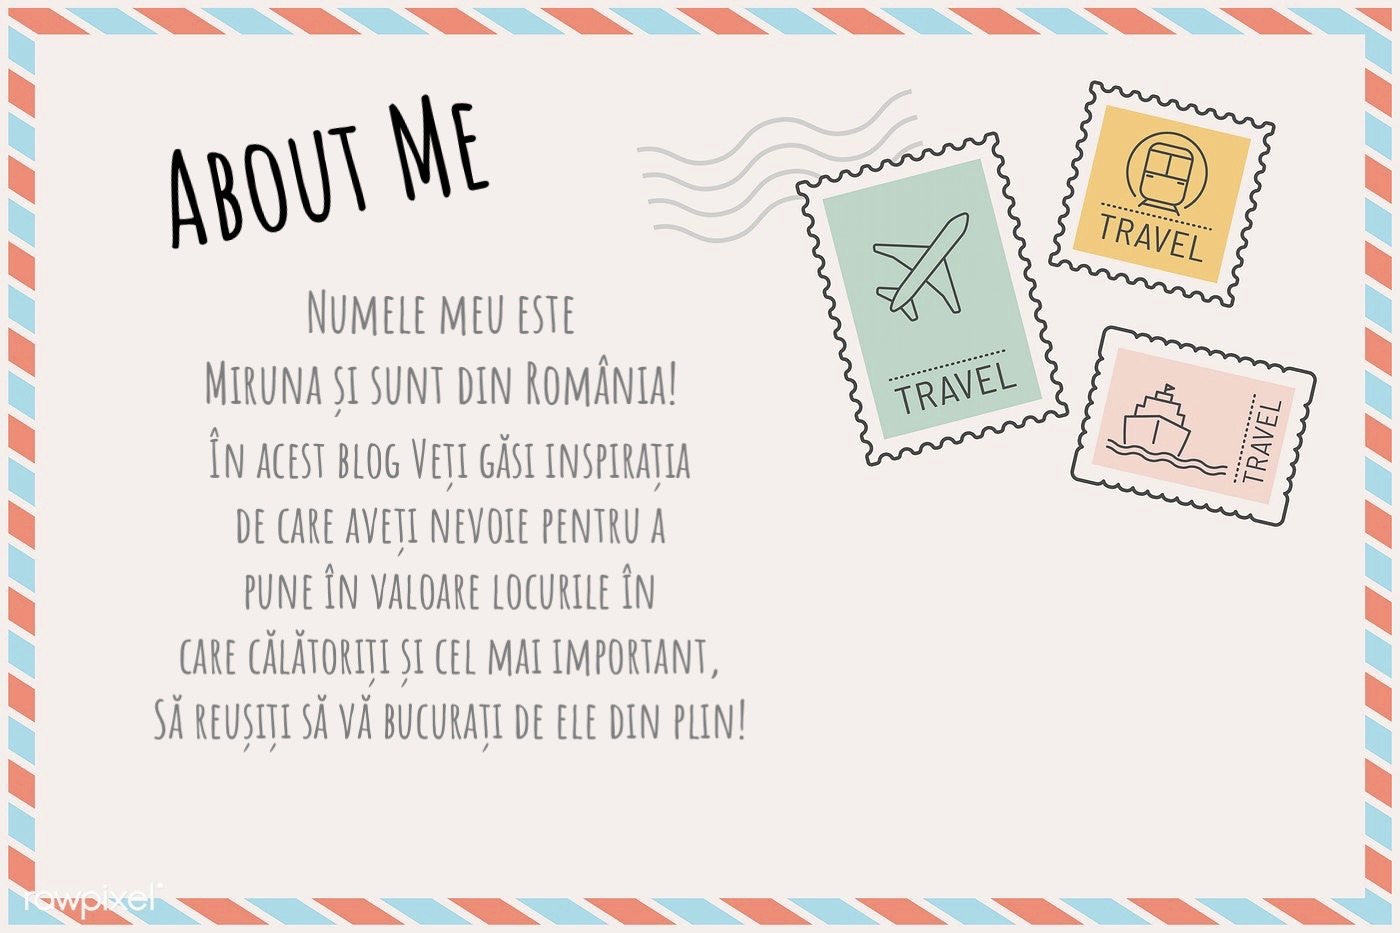 About Me
Numele meu este
Miruna și sunt din România!
În acest blog Veți găsi inspirația
de care aveți nevoie pentru a
pune în valoare locurile în
care călătoriți și cel mai important,
Să reușiți să vă bucurați de ele din plin!
TRAVEL
TRAVEL
TRAVEL
rawpixel